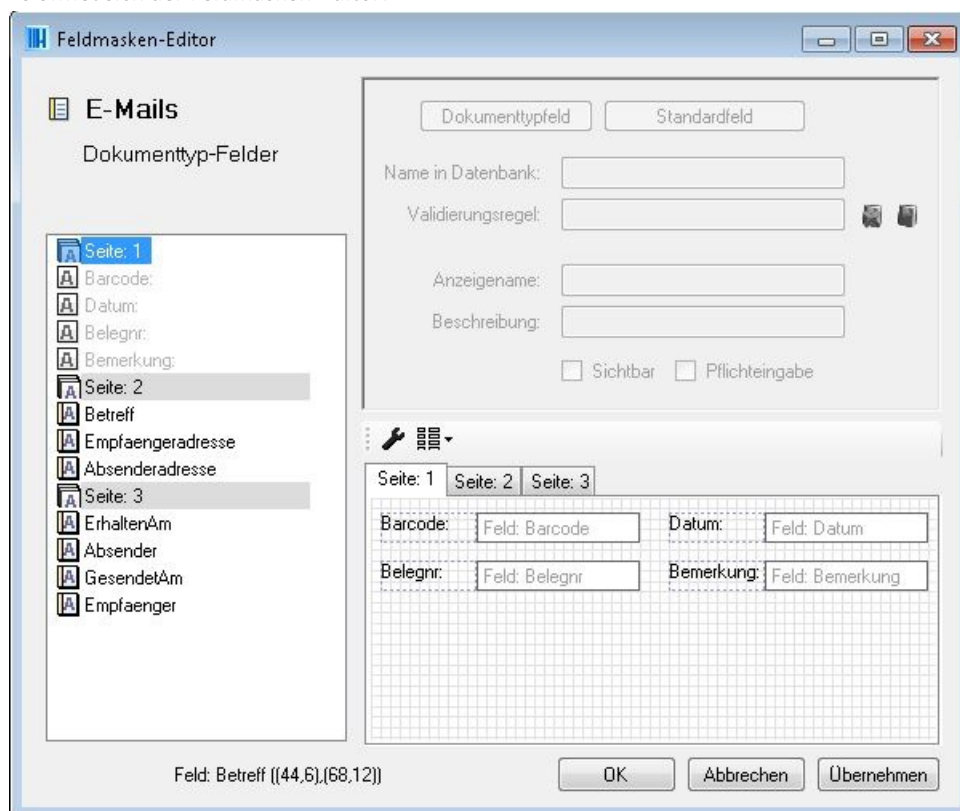 Feldmasken-Editor
E-Mails
Dokumenttyp-Felder
Seite: 1
Barcode:
Datum:
Belegnr:
Bemerkung:
Seite: 2
Betreff
Empfaengeradresse
Absenderadresse
Seite: 3
ErhaltenAm
Absender
GesendetAm
Empfaenger
Dokumenttypfeld Standardfeld
Name in Datenbank:
Validierungsregel:
Anzeigename:
Beschreibung:
Sichtbar Pflichteingabe
Seite: 1 Seite: 2 Seite: 3
Barcode: Feld: Barcode Datum: Feld: Datum
Belegnr: Feld: Belegnr Bemerkung: Feld: Bemerkung
Feld: Betreff ((44,6),(68,12)) OK Abbrechen Übernehmen